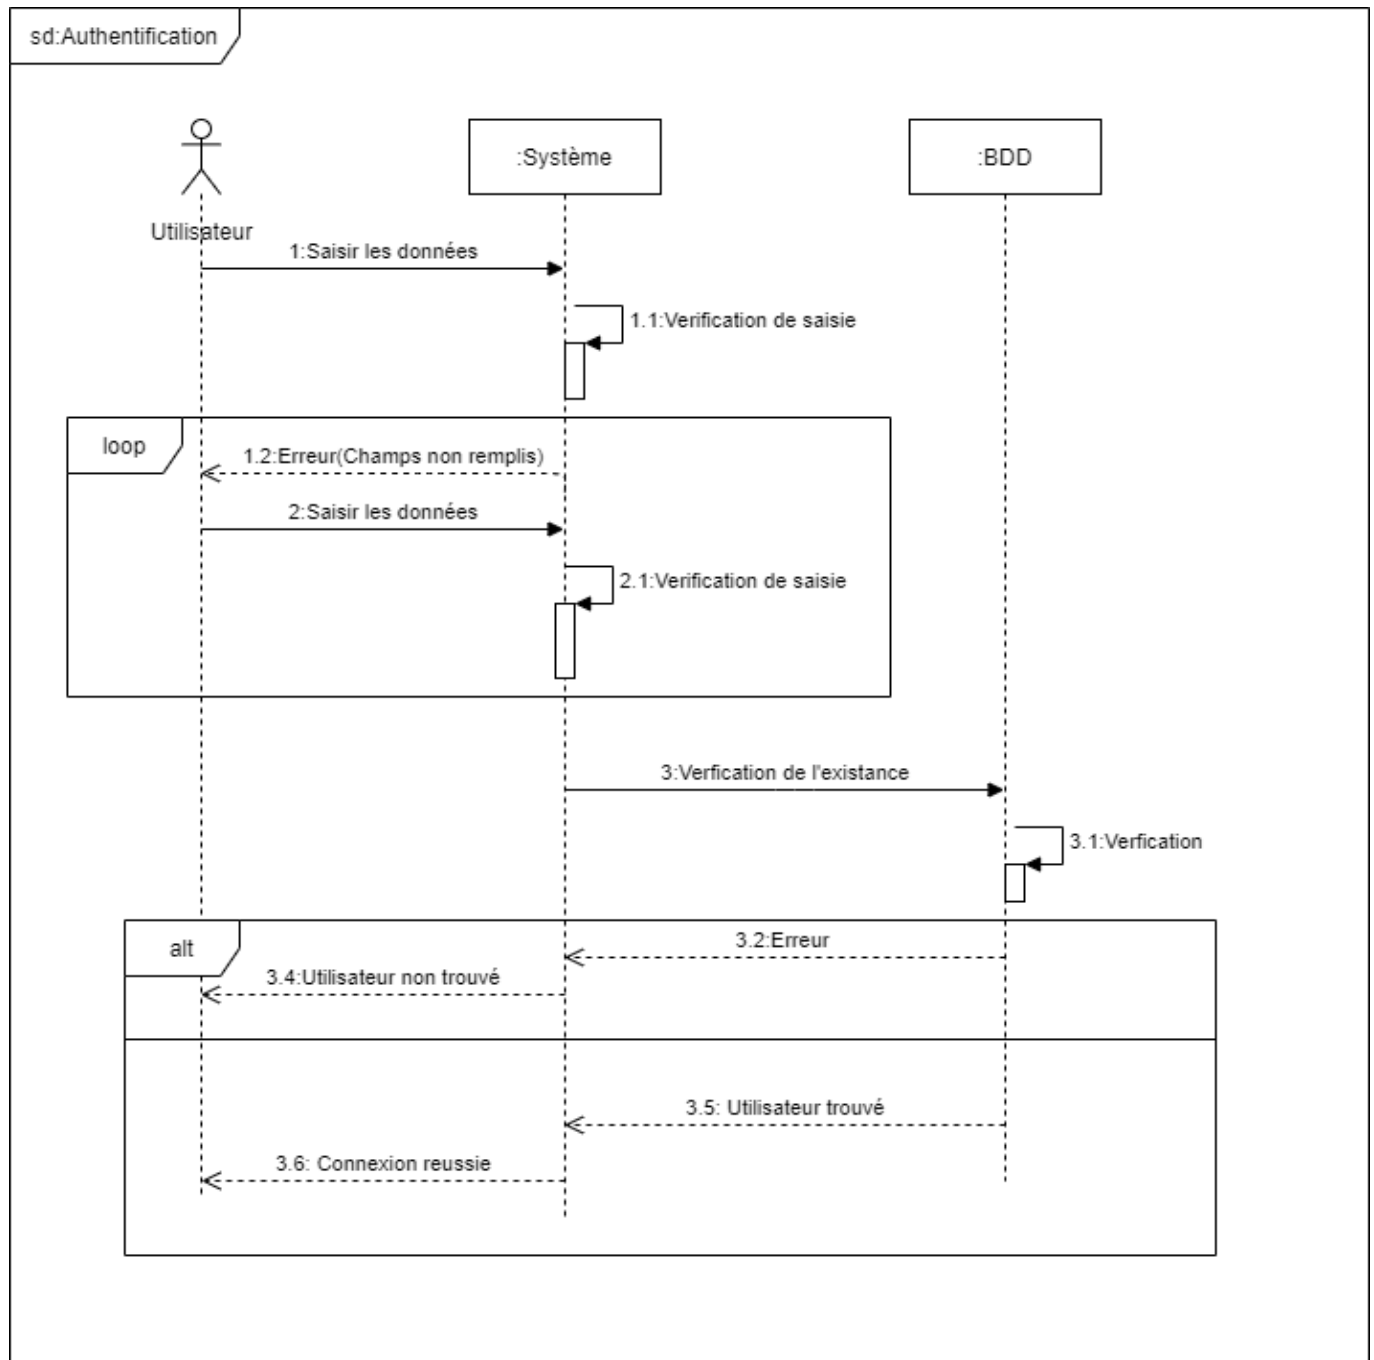 sd:Authentification
:Système
:BDD
Utilisateur
1:Saisir les données
1.1:Verification de saisie
loop
1.2:Erreur(Champs non remplis)
2:Saisir les données
2.1:Verification de saisie
3:Verfication de l'existance
3.1:Verfication
alt
3.2:Erreur
3.4:Utilisateur non trouvé
3.5: Utilisateur trouvé
3.6: Connexion reussie